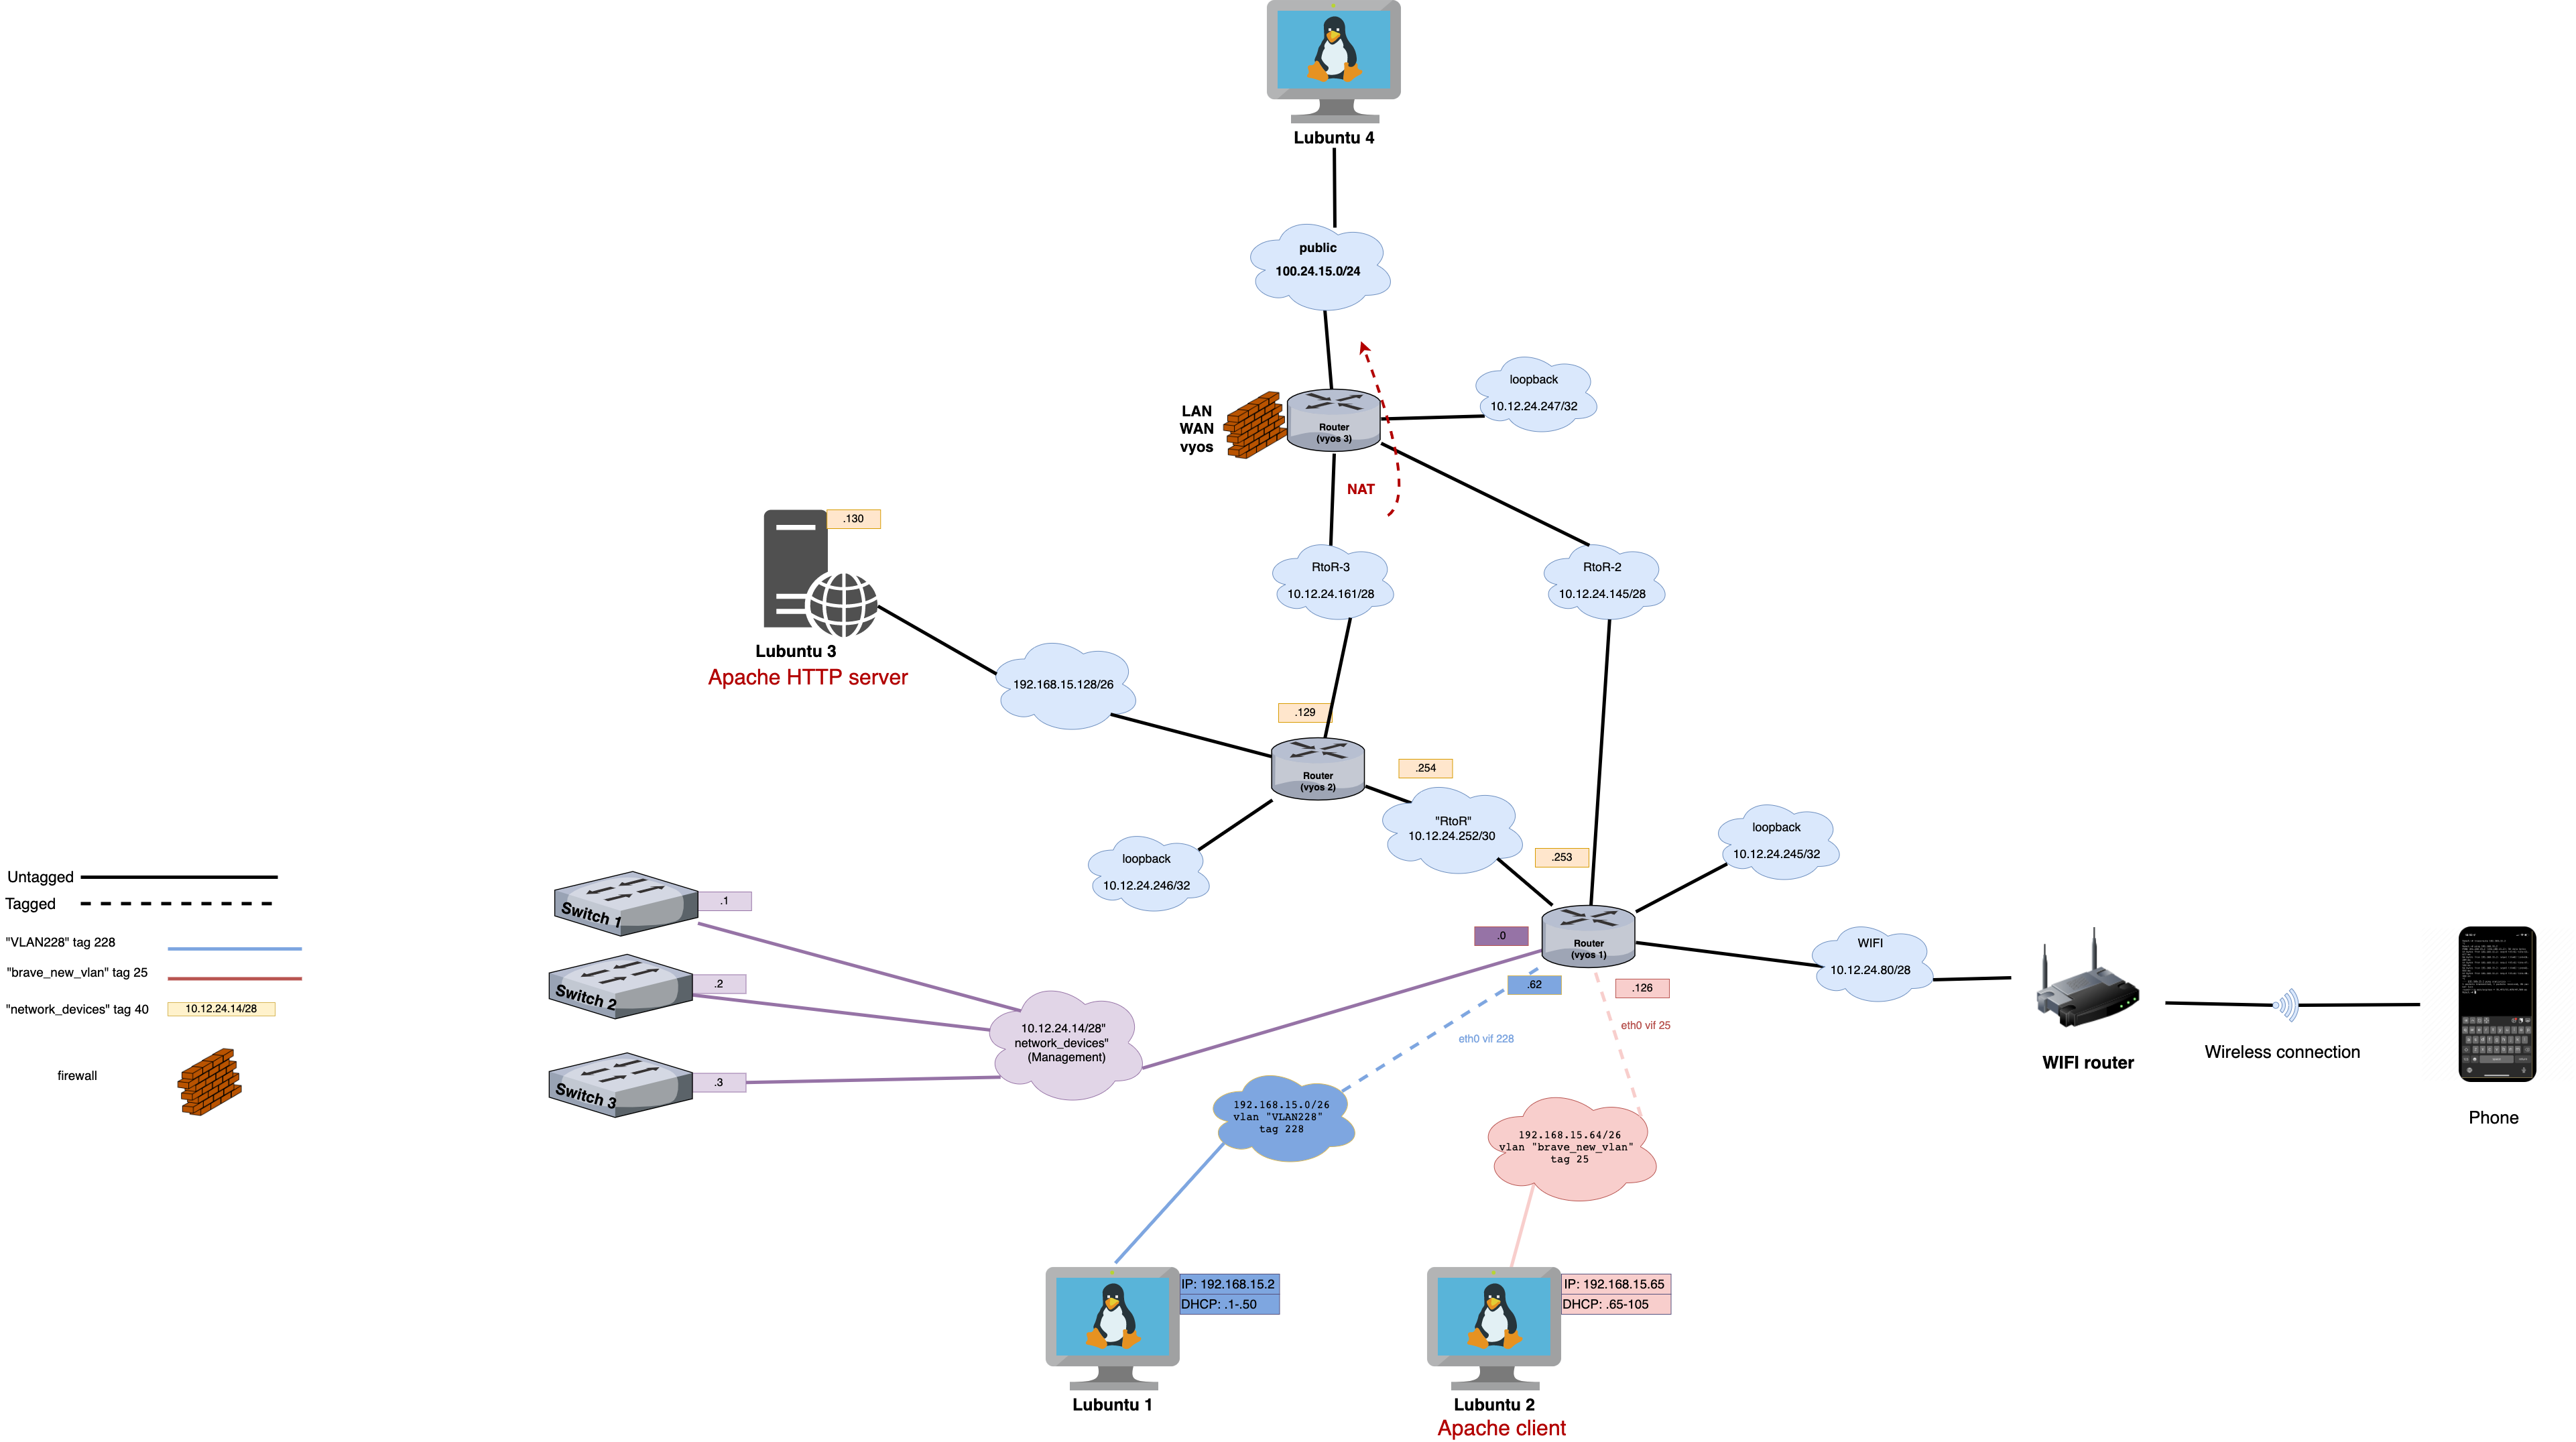 Lubuntu 4
public
100.24.15.0/24
loopback
10.12.24.247/32
LAN
WAN
vyos
Router
(vyos 3)
NAT
.130
Lubuntu 3
Apache HTTP server
192.168.15.128/26
RtoR-3
10.12.24.161/28
RtoR-2
10.12.24.145/28
.129
Router
(vyos 2)
.254
"RtoR"
10.12.24.252/30
.253
loopback
10.12.24.246/32
loopback
10.12.24.245/32
Untagged
Tagged
"VLAN228" tag 228
"brave_new_vlan" tag 25
"network_devices" tag 40
10.12.24.14/28
firewall
Switch 1
.1
Switch 2
.2
Switch 3
.3
10.12.24.14/28"
network_devices"
(Management)
.0
Router
(vyos 1)
.62
.126
eth0 vif 228
eth0 vif 25
WIFI
10.12.24.80/28
WIFI router
Wireless connection
Phone
192.168.15.0/26
vlan "VLAN228"
tag 228
192.168.15.64/26
vlan "brave_new_vlan"
tag 25
IP: 192.168.15.2
DHCP: .1-.50
Lubuntu 1
IP: 192.168.15.65
DHCP: .65-105
Lubuntu 2
Apache client